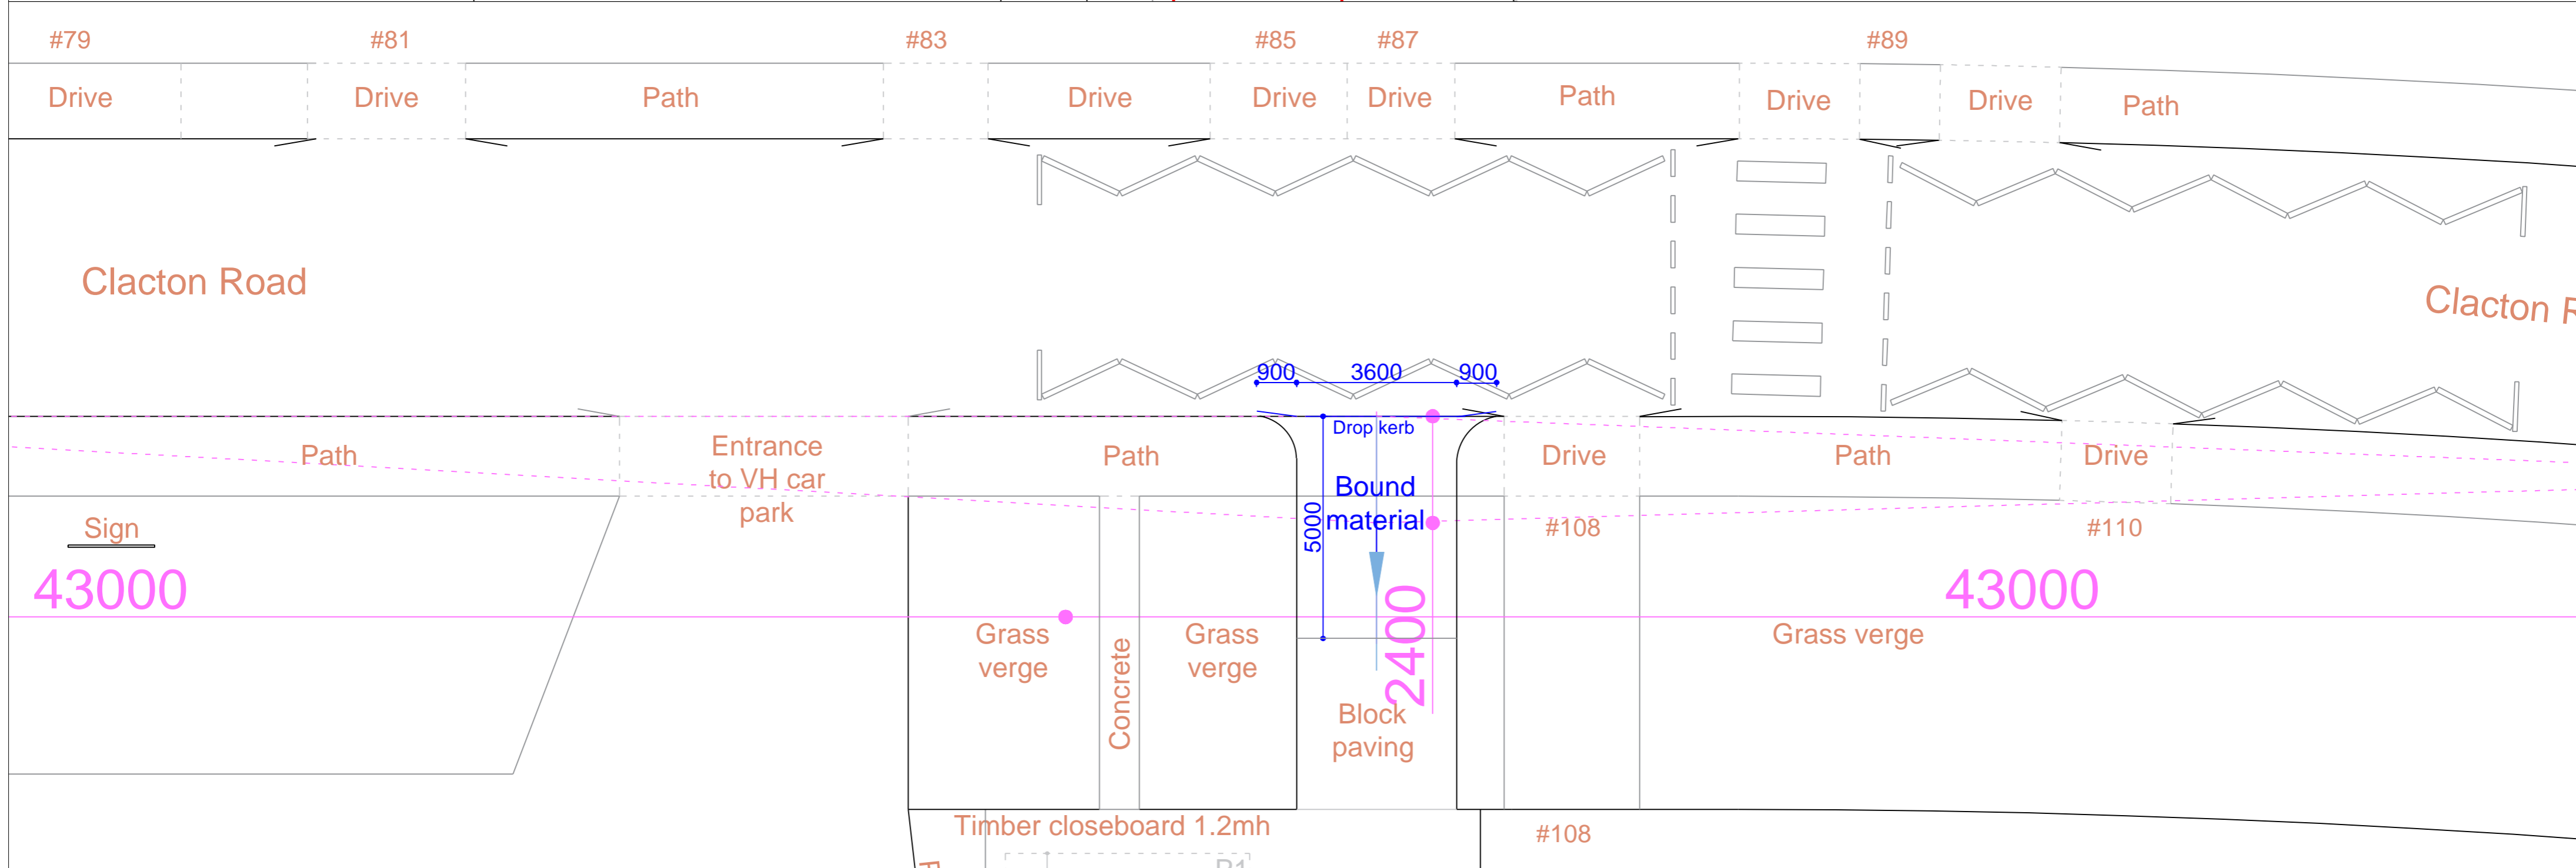 #79
#81
#83
#85
#87
#89
Drive
Drive
Path
Drive
Drive
Drive
Path
Drive
Drive
Path
Clacton Road
Clacton R
900
3600
900
Drop kerb
Path
Entrance
to VH car
park
Path
Drive
Path
Drive
Bound
material
5000
Sign
#108
#110
43000
43000
2400
Grass
verge
Concrete
Grass
verge
Grass verge
Block
paving
Timber closeboard 1.2mh
#108